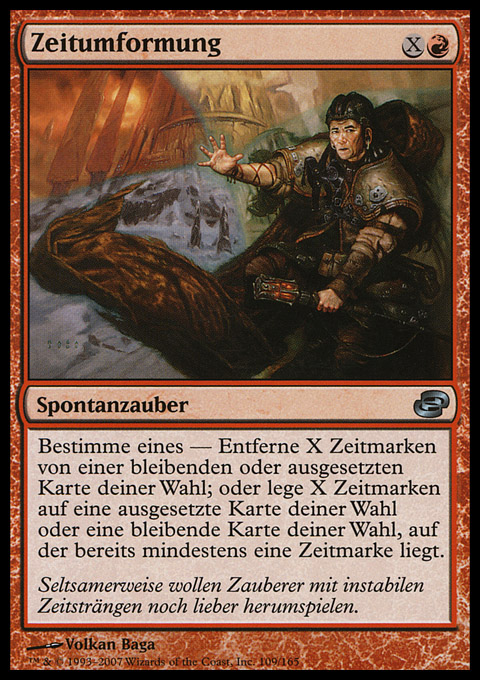 Zeitumformung
X
Spontanzauber
Bestimme eines — Entferne X Zeitmarken
von einer bleibenden oder ausgesetzten
Karte deiner Wahl; oder lege X Zeitmarken
auf eine ausgesetzte Karte deiner Wahl
oder eine bleibende Karte deiner Wahl, auf
der bereits mindestens eine Zeitmarke liegt.
Seltsamerweise wollen Zauberer mit instabilen
Zeitsträngen noch lieber herumspielen.
Volkan Baga
™ & © 1993–2007 Wizards of the Coast, Inc. 109/165